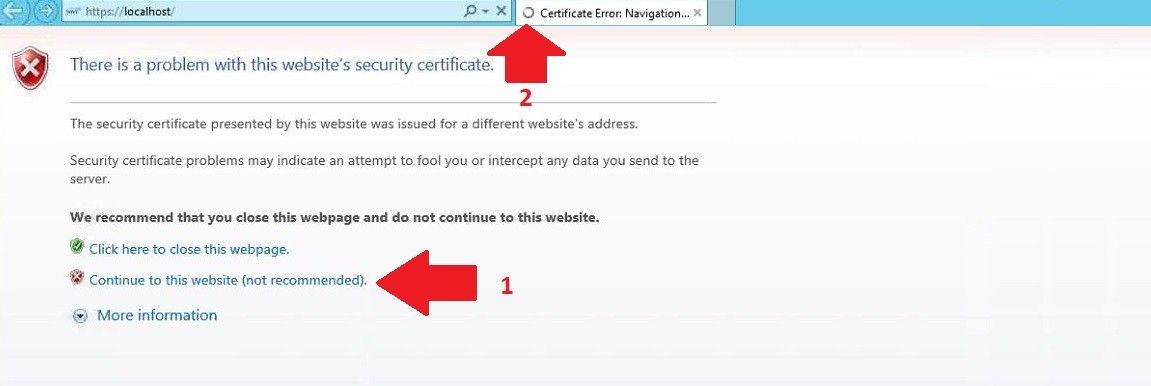 https://localhost/
Certificate Error: Navigation...
There is a problem with this website's security certificate.
2
The security certificate presented by this website was issued for a different website's address.
Security certificate problems may indicate an attempt to fool you or intercept any data you send to the
server.
We recommend that you close this webpage and do not continue to this website.
Click here to close this webpage.
Continue to this website (not recommended).
1
More information